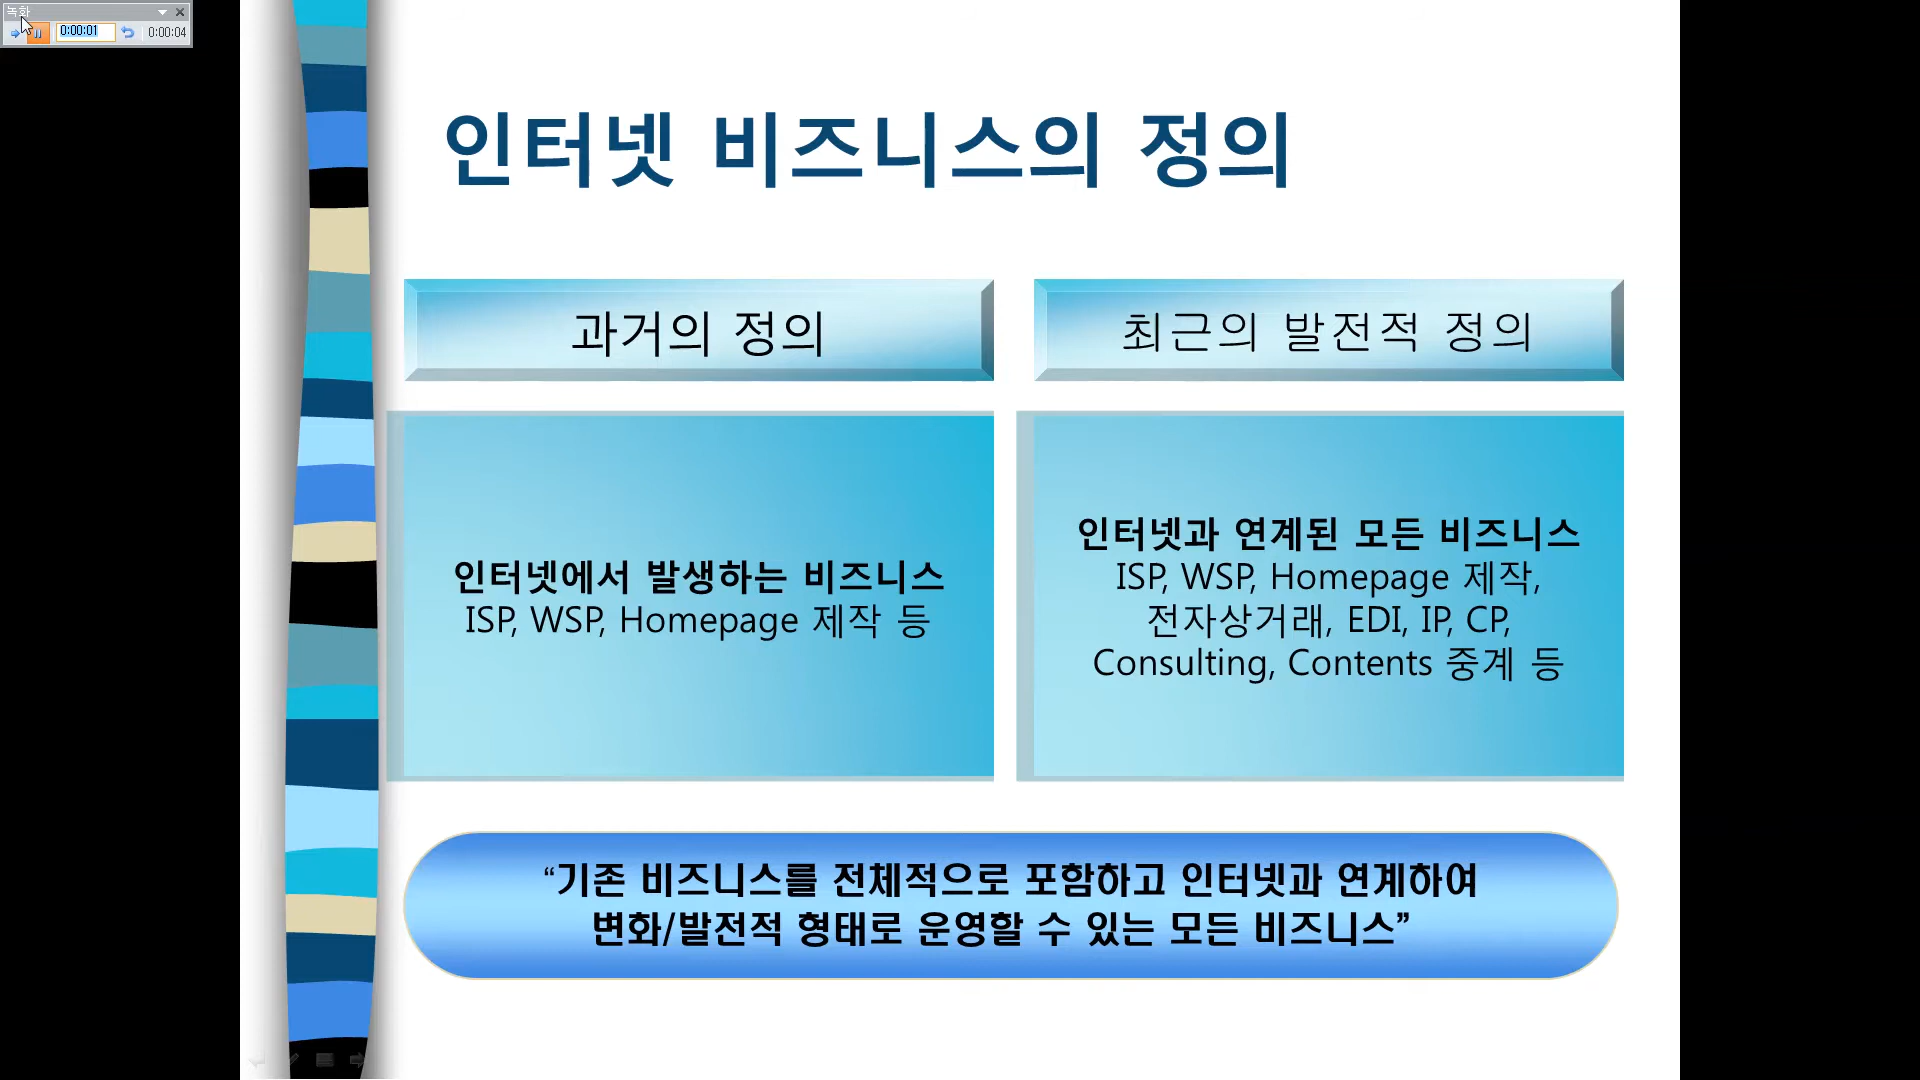 녹화
0:00:01
0:00:04
인터넷 비즈니스의 정의
과거의 정의
최근의 발전적 정의
인터넷에서 발생하는 비즈니스
ISP, WSP, Homepage 제작 등
인터넷과 연계된 모든 비즈니스
ISP, WSP, Homepage 제작,
전자상거래, EDI, IP, CP,
Consulting, Contents 중계 등
“기존 비즈니스를 전체적으로 포함하고 인터넷과 연계하여
변화/발전적 형태로 운영할 수 있는 모든 비즈니스”